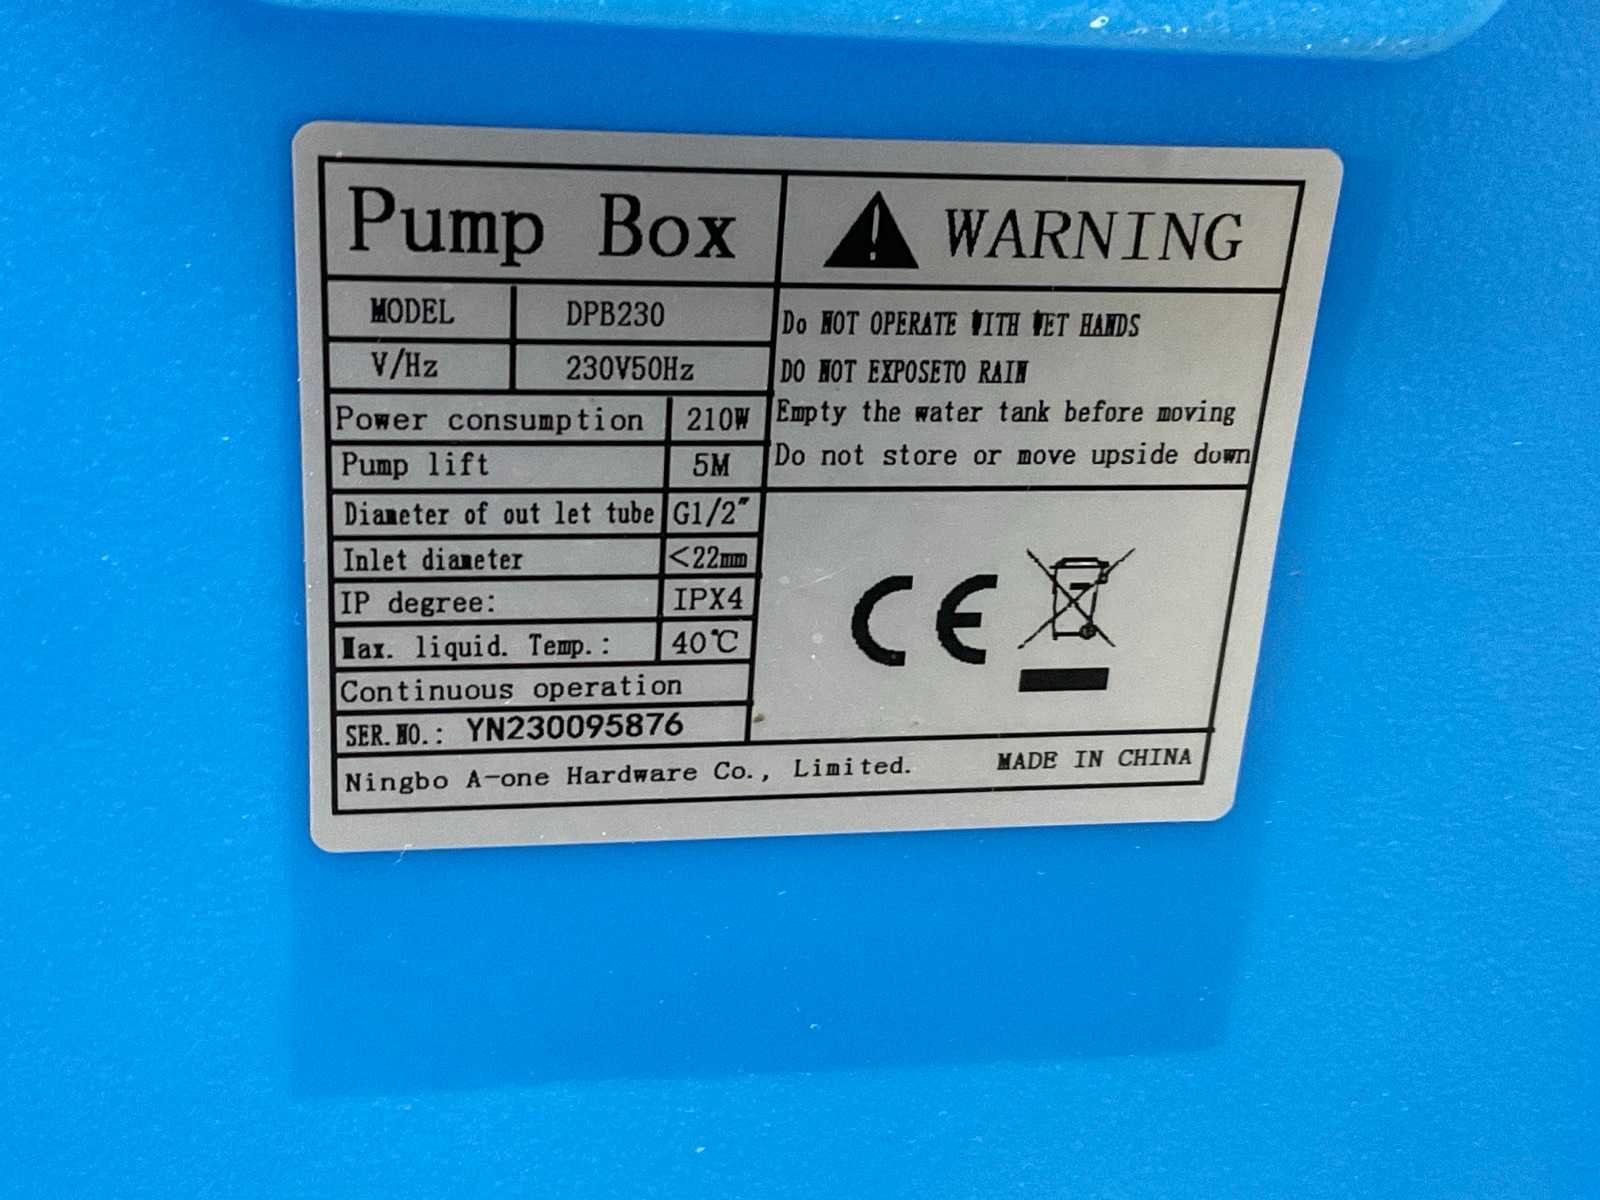 Pump Box
MODEL DPB230
V/Hz 230V50Hz
Power consumption 210W
Pump lift 5M
Diameter of out let tube G1/2"
Inlet diameter <22mm
IP degree: IPX4
Max. liquid. Temp.: 40℃
Continuous operation
SER.NO.: YN230095876
WARNING
Do NOT OPERATE WITH WET HANDS
DO NOT EXPOSETO RAIN
Empty the water tank before moving
Do not store or move upside down
CE
Ningbo A-one Hardware Co., Limited. MADE IN CHINA